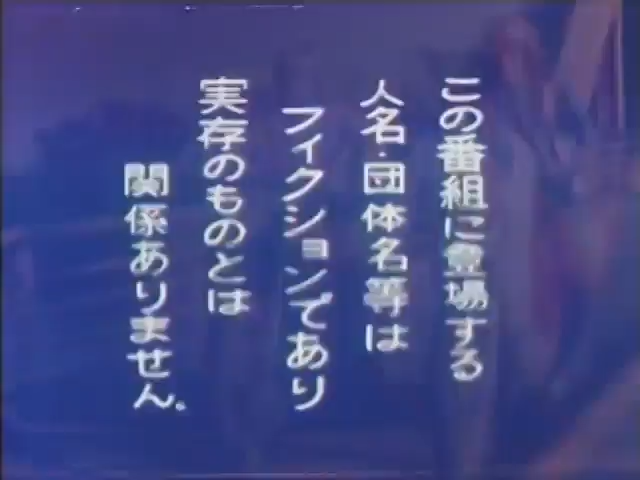 この番組に登場する
人名・団体名等は
フィクションであり
実存のものとは
関係ありません。